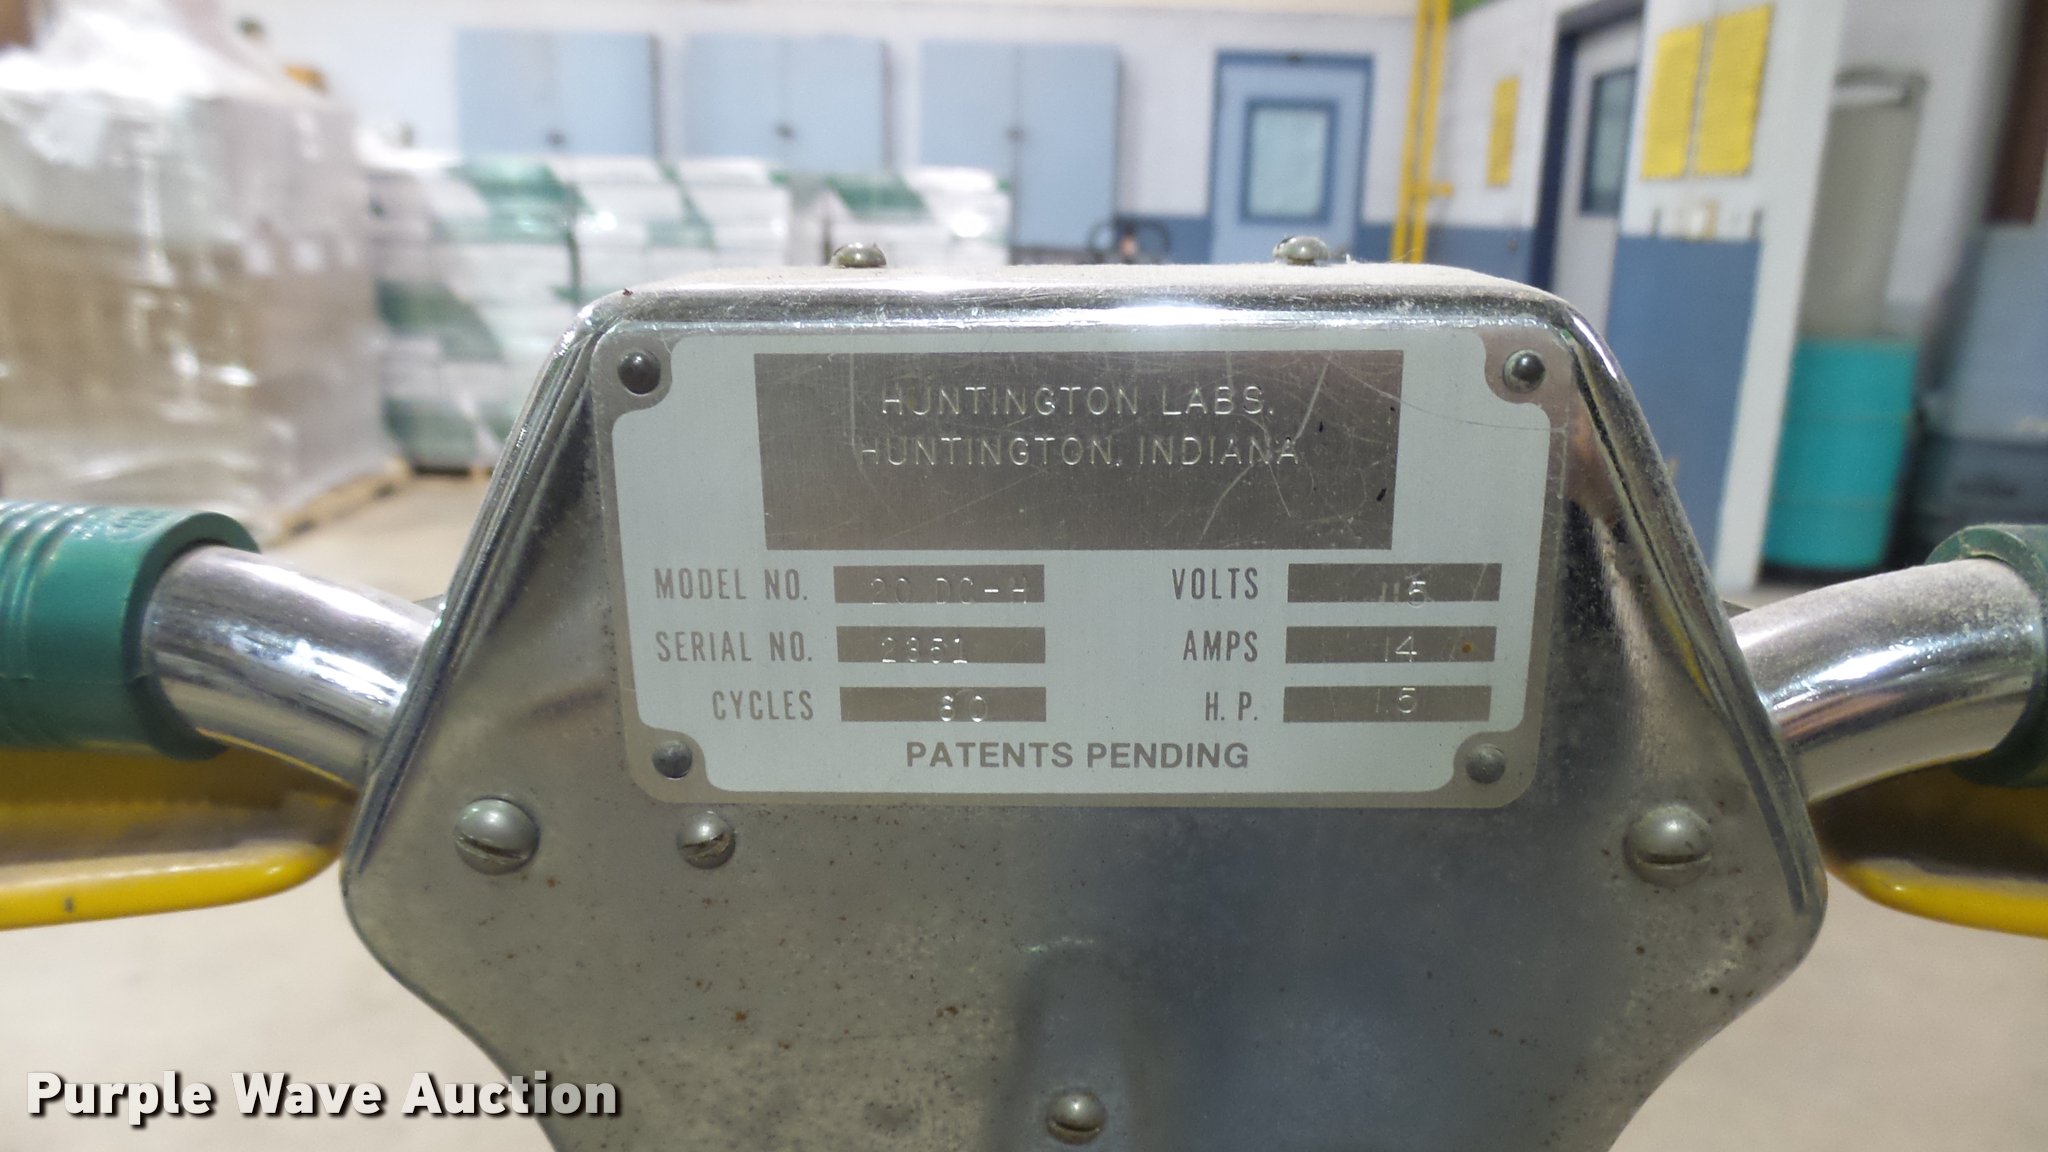 HUNTINGTON LABS.
HUNTINGTON, INDIANA
MODEL NO. 20 DC-H
VOLTS 115
SERIAL NO. 2351
AMPS 14
CYCLES 60
H.P. 1.5
PATENTS PENDING
Purple Wave Auction